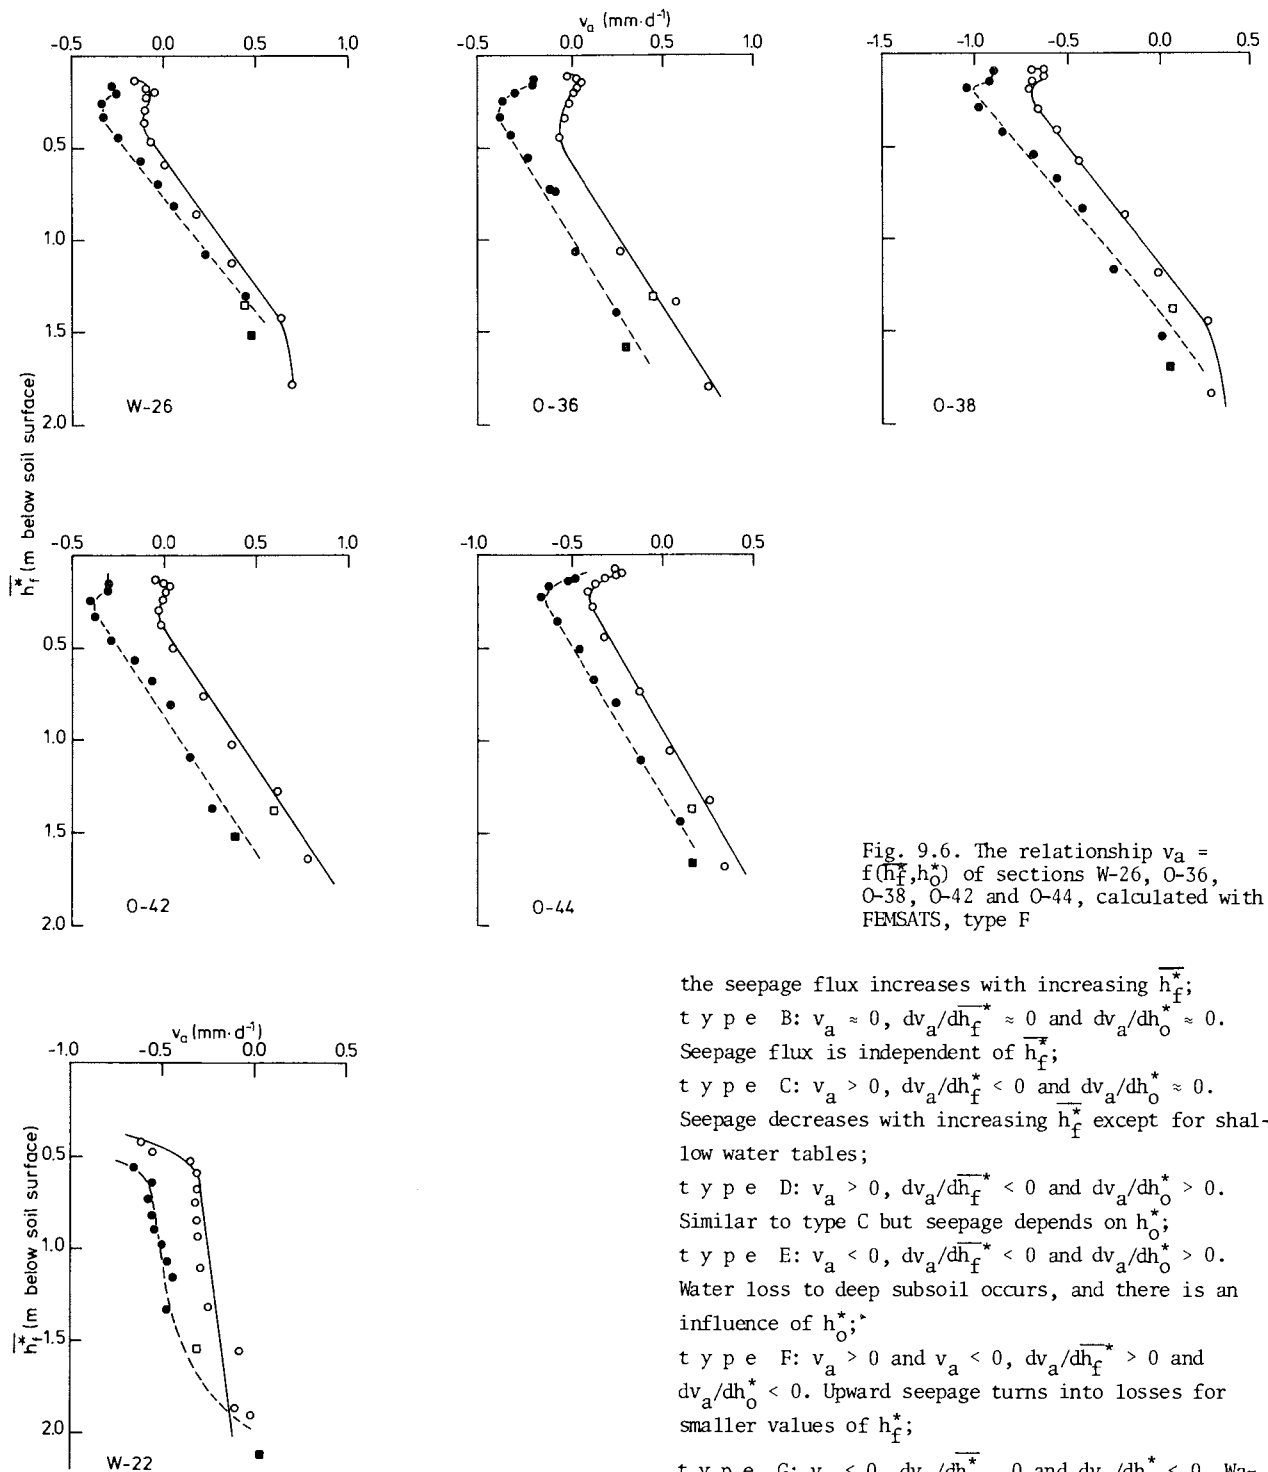 vₐ (mm·d⁻¹)
-0.5 0.0 0.5 1.0
-0.5 0.0 0.5 1.0
-1.5 -1.0 -0.5 0.0 0.5
0.5
1.0
1.5
2.0
W-26
O-36
O-38
h̅f* (m below soil surface)
-0.5 0.0 0.5 1.0
-1.0 -0.5 0.0 0.5
0.5
1.0
1.5
2.0
O-42
O-44
Fig. 9.6. The relationship vₐ =
f(h̅f*,hₒ*) of sections W-26, O-36,
O-38, O-42 and O-44, calculated with
FEMSATS, type F
vₐ (mm·d⁻¹)
-1.0 -0.5 0.0 0.5
h̅f* (m below soil surface)
0.5
1.0
1.5
2.0
W-22
the seepage flux increases with increasing h̅f*;
t y p e B: vₐ ≈ 0, dvₐ/dh̅f* ≈ 0 and dvₐ/dhₒ* ≈ 0.
Seepage flux is independent of h̅f*;
t y p e C: vₐ > 0, dvₐ/dhf* < 0 and dvₐ/dhₒ* ≈ 0.
Seepage decreases with increasing h̅f* except for shal-
low water tables;
t y p e D: vₐ > 0, dvₐ/dh̅f* < 0 and dvₐ/dhₒ* > 0.
Similar to type C but seepage depends on hₒ*;
t y p e E: vₐ < 0, dvₐ/dh̅f* < 0 and dvₐ/dhₒ* > 0.
Water loss to deep subsoil occurs, and there is an
influence of hₒ*;
t y p e F: vₐ > 0 and vₐ < 0, dvₐ/dh̅f* > 0 and
dvₐ/dhₒ* < 0. Upward seepage turns into losses for
smaller values of hf*;
t y p e G: vₐ < 0, dvₐ/dh̅f* 0 and dvₐ/dhₒ* < 0. Wa-